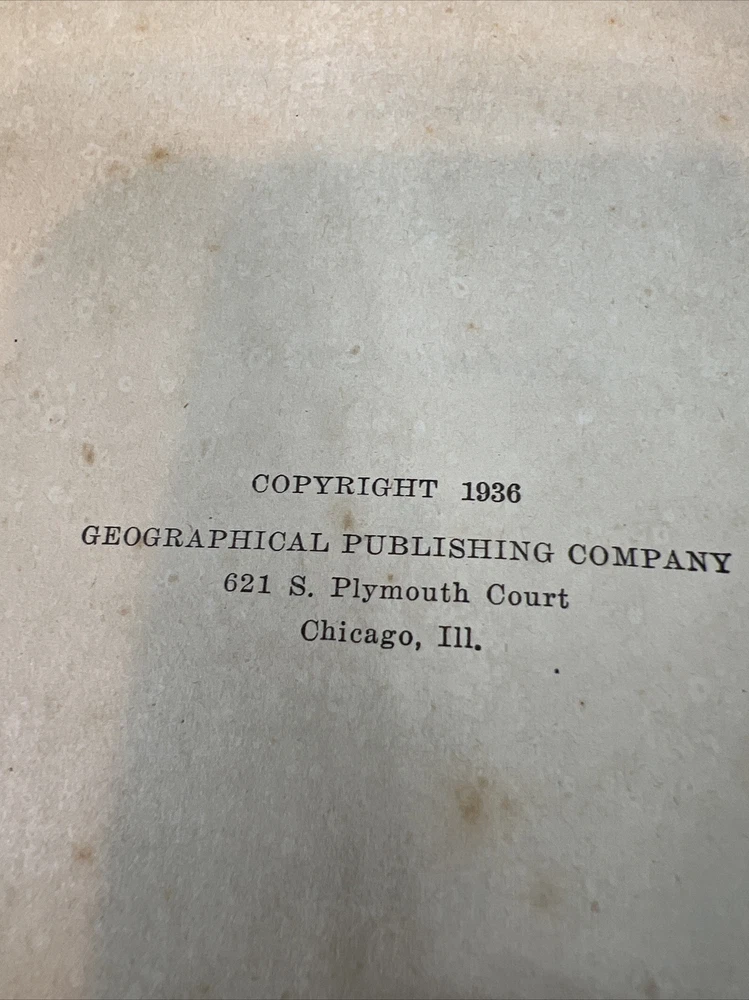 COPYRIGHT 1936
GEOGRAPHICAL PUBLISHING COMPANY
621 S. Plymouth Court
Chicago, Ill.